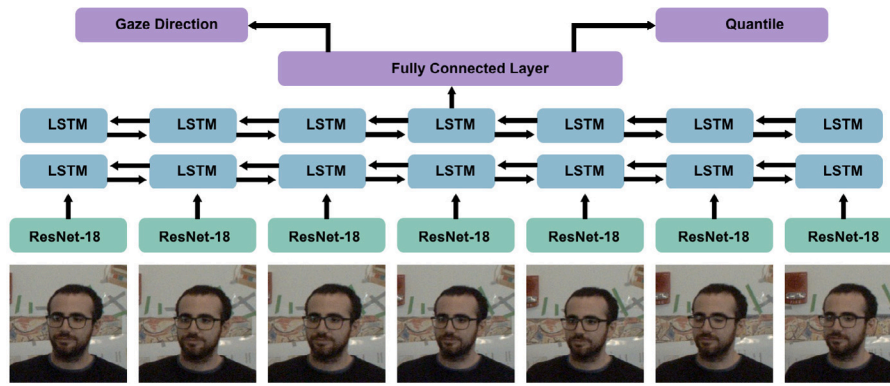 Gaze Direction
Quantile
Fully Connected Layer
LSTM LSTM LSTM LSTM LSTM LSTM LSTM
LSTM LSTM LSTM LSTM LSTM LSTM LSTM
ResNet-18 ResNet-18 ResNet-18 ResNet-18 ResNet-18 ResNet-18 ResNet-18